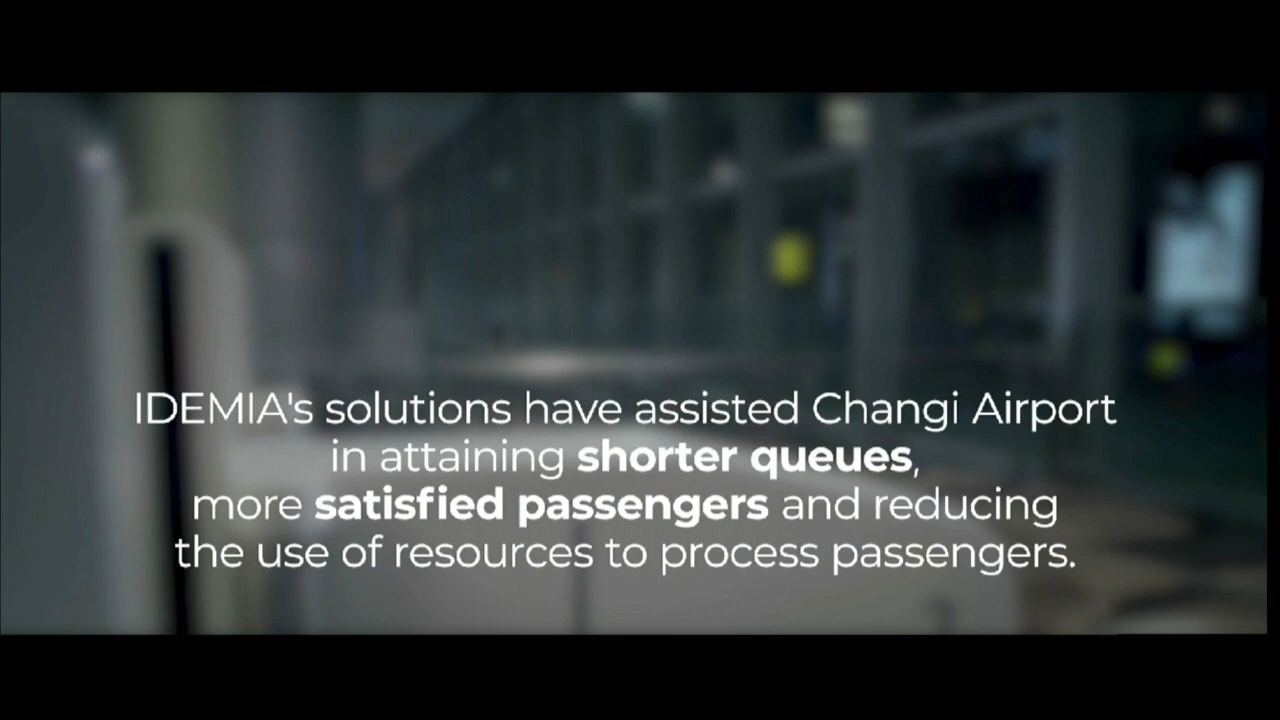 IDEMIA's solutions have assisted Changi Airport
in attaining shorter queues,
more satisfied passengers and reducing
the use of resources to process passengers.